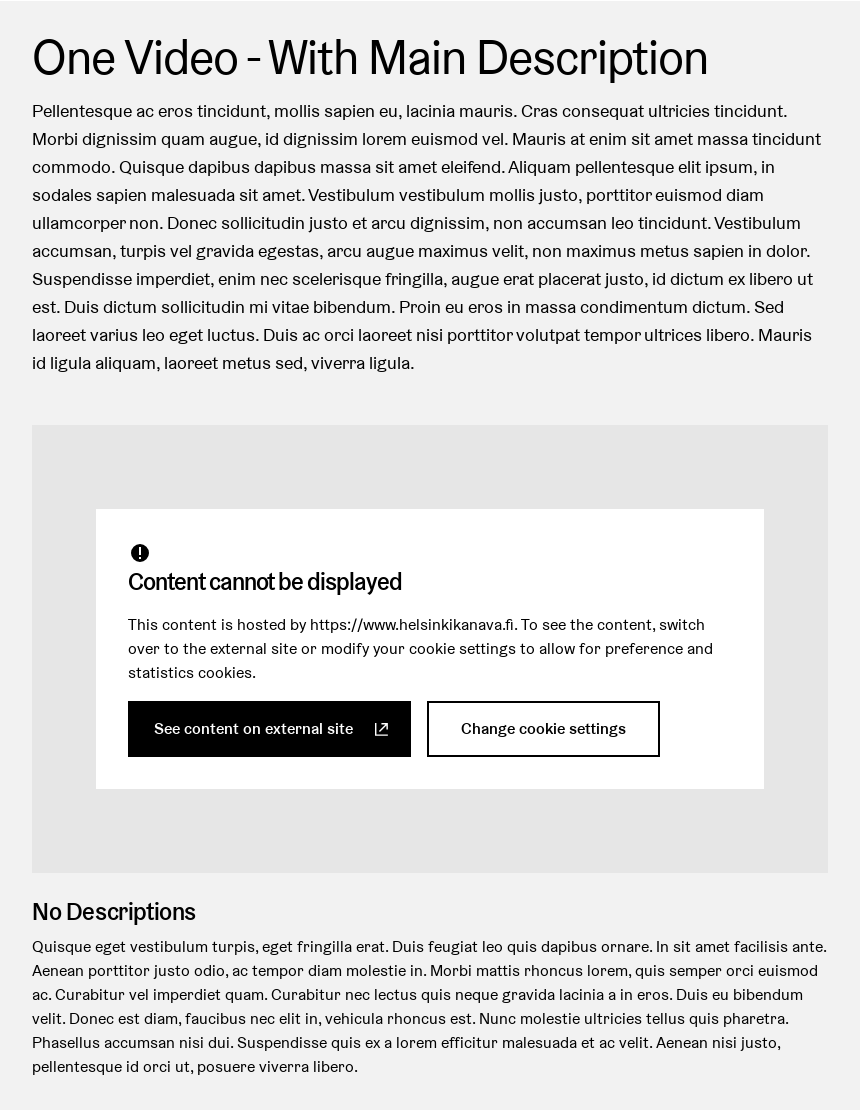 One Video - With Main Description
Pellentesque ac eros tincidunt, mollis sapien eu, lacinia mauris. Cras consequat ultricies tincidunt.
Morbi dignissim quam augue, id dignissim lorem euismod vel. Mauris at enim sit amet massa tincidunt
commodo. Quisque dapibus dapibus massa sit amet eleifend. Aliquam pellentesque elit ipsum, in
sodales sapien malesuada sit amet. Vestibulum vestibulum mollis justo, porttitor euismod diam
ullamcorper non. Donec sollicitudin justo et arcu dignissim, non accumsan leo tincidunt. Vestibulum
accumsan, turpis vel gravida egestas, arcu augue maximus velit, non maximus metus sapien in dolor.
Suspendisse imperdiet, enim nec scelerisque fringilla, augue erat placerat justo, id dictum ex libero ut
est. Duis dictum sollicitudin mi vitae bibendum. Proin eu eros in massa condimentum dictum. Sed
laoreet varius leo eget luctus. Duis ac orci laoreet nisi porttitor volutpat tempor ultrices libero. Mauris
id ligula aliquam, laoreet metus sed, viverra ligula.
Content cannot be displayed
This content is hosted by https://www.helsinkikanava.fi. To see the content, switch
over to the external site or modify your cookie settings to allow for preference and
statistics cookies.
See content on external site
Change cookie settings
No Descriptions
Quisque eget vestibulum turpis, eget fringilla erat. Duis feugiat leo quis dapibus ornare. In sit amet facilisis ante.
Aenean porttitor justo odio, ac tempor diam molestie in. Morbi mattis rhoncus lorem, quis semper orci euismod
ac. Curabitur vel imperdiet quam. Curabitur nec lectus quis neque gravida lacinia a in eros. Duis eu bibendum
velit. Donec est diam, faucibus nec elit in, vehicula rhoncus est. Nunc molestie ultricies tellus quis pharetra.
Phasellus accumsan nisi dui. Suspendisse quis ex a lorem efficitur malesuada et ac velit. Aenean nisi justo,
pellentesque id orci ut, posuere viverra libero.